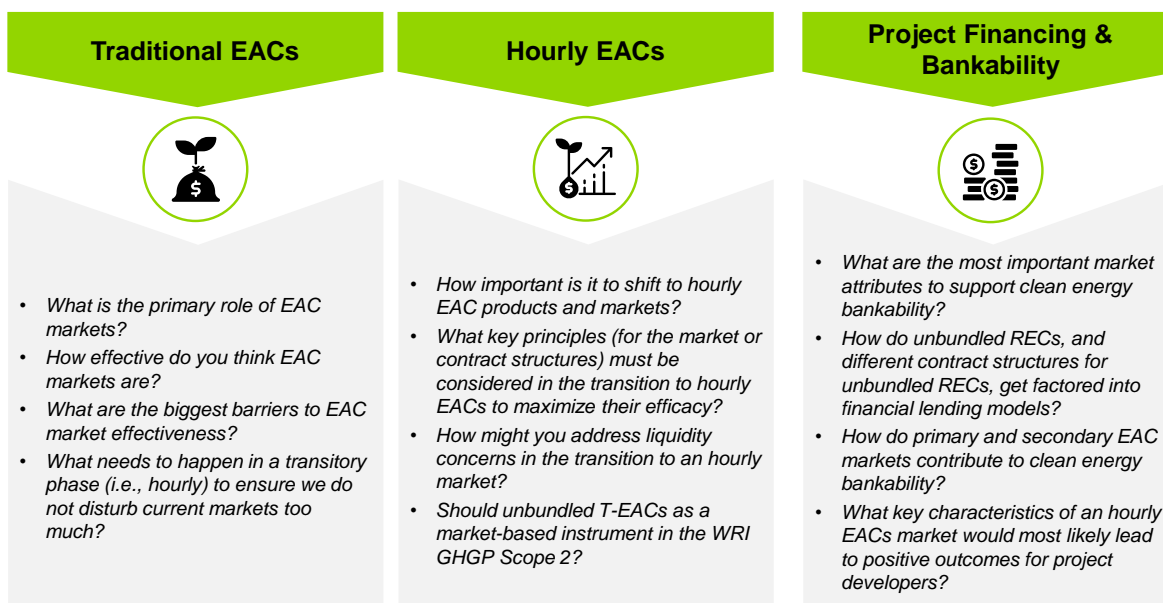 Traditional EACs
• What is the primary role of EAC
markets?
• How effective do you think EAC
markets are?
• What are the biggest barriers to EAC
market effectiveness?
• What needs to happen in a transitory
phase (i.e., hourly) to ensure we do
not disturb current markets too
much?
Hourly EACs
• How important is it to shift to hourly
EAC products and markets?
• What key principles (for the market or
contract structures) must be
considered in the transition to hourly
EACs to maximize their efficacy?
• How might you address liquidity
concerns in the transition to an hourly
market?
• Should unbundled T-EACs as a
market-based instrument in the WRI
GHGP Scope 2?
Project Financing &
Bankability
• What are the most important market
attributes to support clean energy
bankability?
• How do unbundled RECs, and
different contract structures for
unbundled RECs, get factored into
financial lending models?
• How do primary and secondary EAC
markets contribute to clean energy
bankability?
• What key characteristics of an hourly
EACs market would most likely lead
to positive outcomes for project
developers?